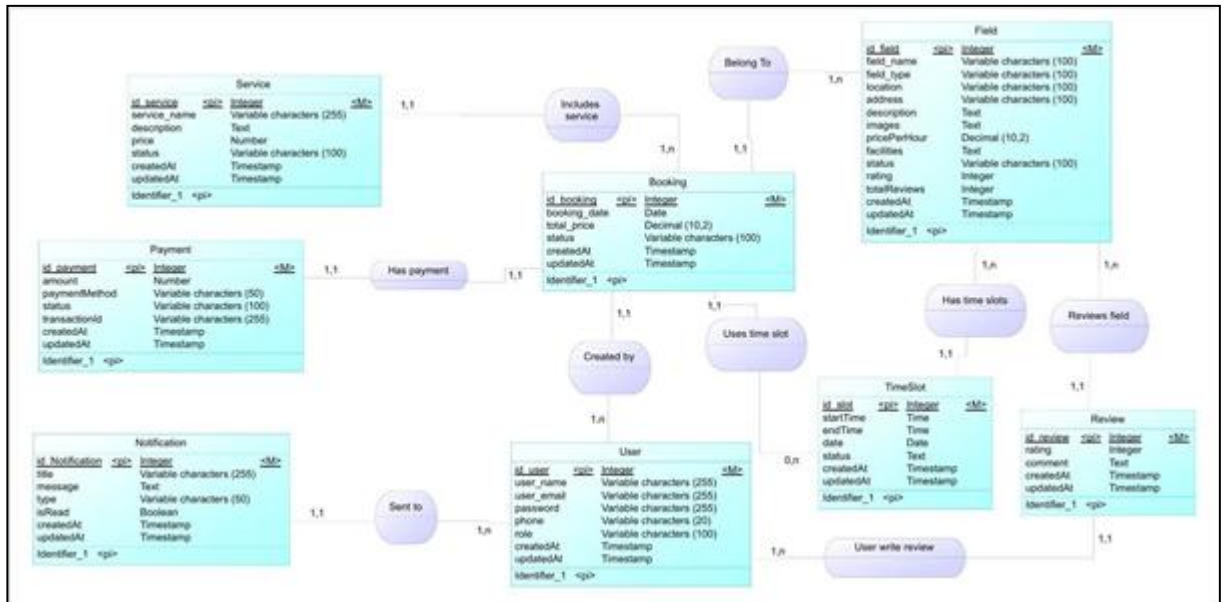 Field
id_field <pi> Integer <M>
field_name Variable characters (100)
field_type Variable characters (100)
location Variable characters (100)
address Variable characters (100)
description Text
images Text
pricePerHour Decimal (10,2)
facilities Text
status Variable characters (100)
rating Integer
totalReviews Integer
createdAt Timestamp
updatedAt Timestamp
Identifier_1 <pi>
Belong To
1,n
1,1
Service
id_service <pi> Integer <M>
service_name Variable characters (255)
description Text
price Number
status Variable characters (100)
createdAt Timestamp
updatedAt Timestamp
Identifier_1 <pi>
1,1
Includes
service
1,n
Booking
id_booking <pi> Integer <M>
booking_date Date
total_price Decimal (10,2)
status Variable characters (100)
createdAt Timestamp
updatedAt Timestamp
Identifier_1 <pi>
Payment
id_payment <pi> Integer <M>
amount Number
paymentMethod Variable characters (50)
status Variable characters (100)
transactionId Variable characters (255)
createdAt Timestamp
updatedAt Timestamp
Identifier_1 <pi>
1,1
Has payment
1,1
1,1
Created by
1,n
1,1
Uses time slot
0,n
1,n
Has time slots
1,1
1,n
Reviews field
1,1
TimeSlot
id_slot <pi> Integer <M>
startTime Time
endTime Time
date Date
status Text
createdAt Timestamp
updatedAt Timestamp
Identifier_1 <pi>
Review
id_review <pi> Integer <M>
rating Integer
comment Text
createdAt Timestamp
updatedAt Timestamp
Identifier_1 <pi>
Notification
id_Notification <pi> Integer <M>
title Variable characters (255)
message Text
type Variable characters (50)
isRead Boolean
createdAt Timestamp
updatedAt Timestamp
Identifier_1 <pi>
1,1
Sent to
1,n
User
id_user <pi> Integer <M>
user_name Variable characters (255)
user_email Variable characters (255)
password Variable characters (255)
phone Variable characters (20)
role Variable characters (100)
createdAt Timestamp
updatedAt Timestamp
Identifier_1 <pi>
1,n
User write review
1,1